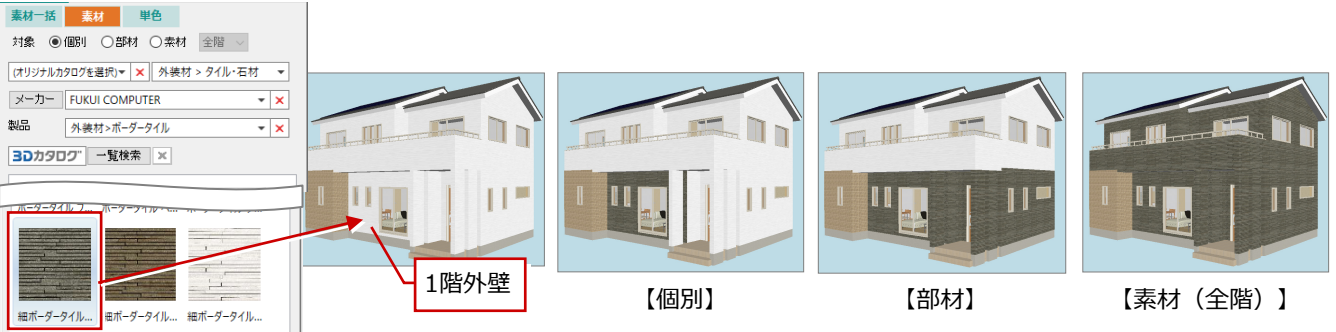 素材一括 素材 単色
対象 個別 部材 素材 全階
(オリジナルカタログを選択) 外装材 > タイル・石材
メーカー FUKUI COMPUTER
製品 外装材>ボーダータイル
3Dカタログ 一覧検索
細ボーダータイル... 細ボーダータイル... 細ボーダータイル...
1階外壁
【個別】
【部材】
【素材（全階）】